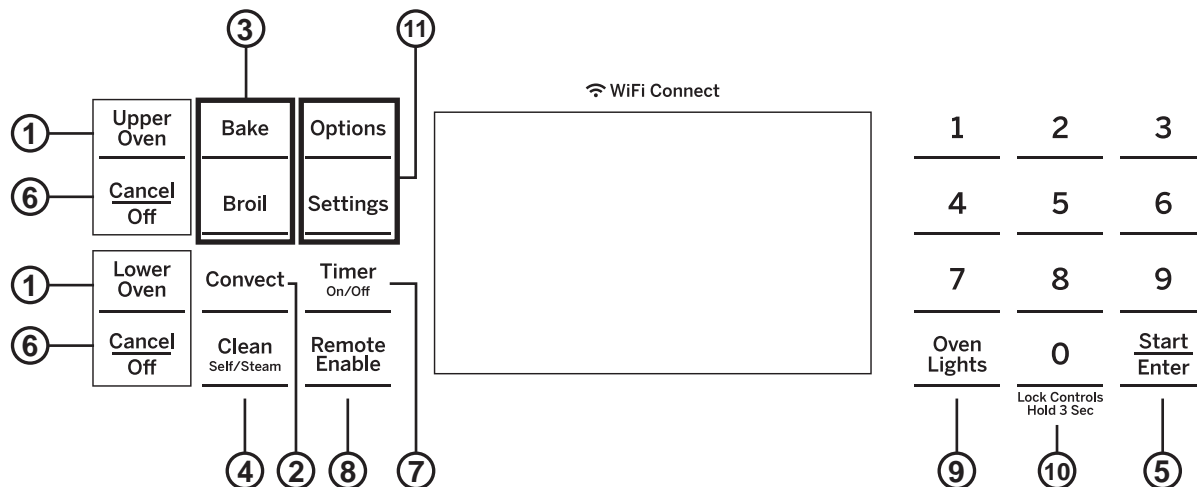 3
11
WiFi Connect
1
Upper
Oven
Bake
Options
1
2
3
6
Cancel
Off
Broil
Settings
4
5
6
1
Lower
Oven
Convect
Timer
On/Off
7
8
9
6
Cancel
Off
Clean
Self/Steam
Remote
Enable
Oven
Lights
0
Start
Enter
Lock Controls
Hold 3 Sec
4
2
8
7
9
10
5